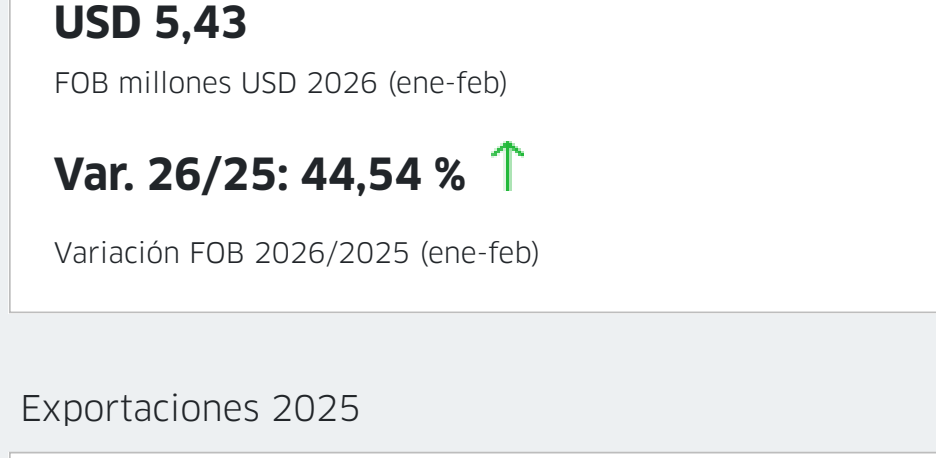 USD 5,43
FOB millones USD 2026 (ene-feb)
Var. 26/25: 44,54 %
Variación FOB 2026/2025 (ene-feb)
Exportaciones 2025